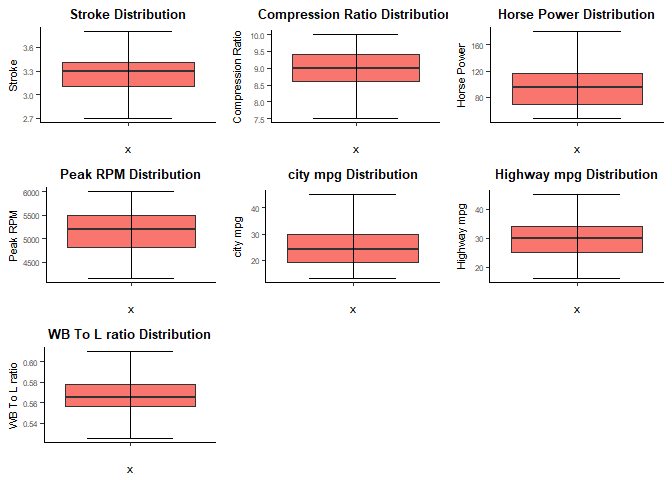 Stroke Distribution
Stroke
3.6
3.3
3.0
2.7
x
Compression Ratio Distribution
Compression Ratio
10.0
9.5
9.0
8.5
8.0
7.5
x
Horse Power Distribution
Horse Power
160
120
80
x
Peak RPM Distribution
Peak RPM
6000
5500
5000
4500
x
city mpg Distribution
city mpg
40
30
20
x
Highway mpg Distribution
Highway mpg
40
30
20
x
WB To L ratio Distribution
WB To L ratio
0.60
0.58
0.56
0.54
x